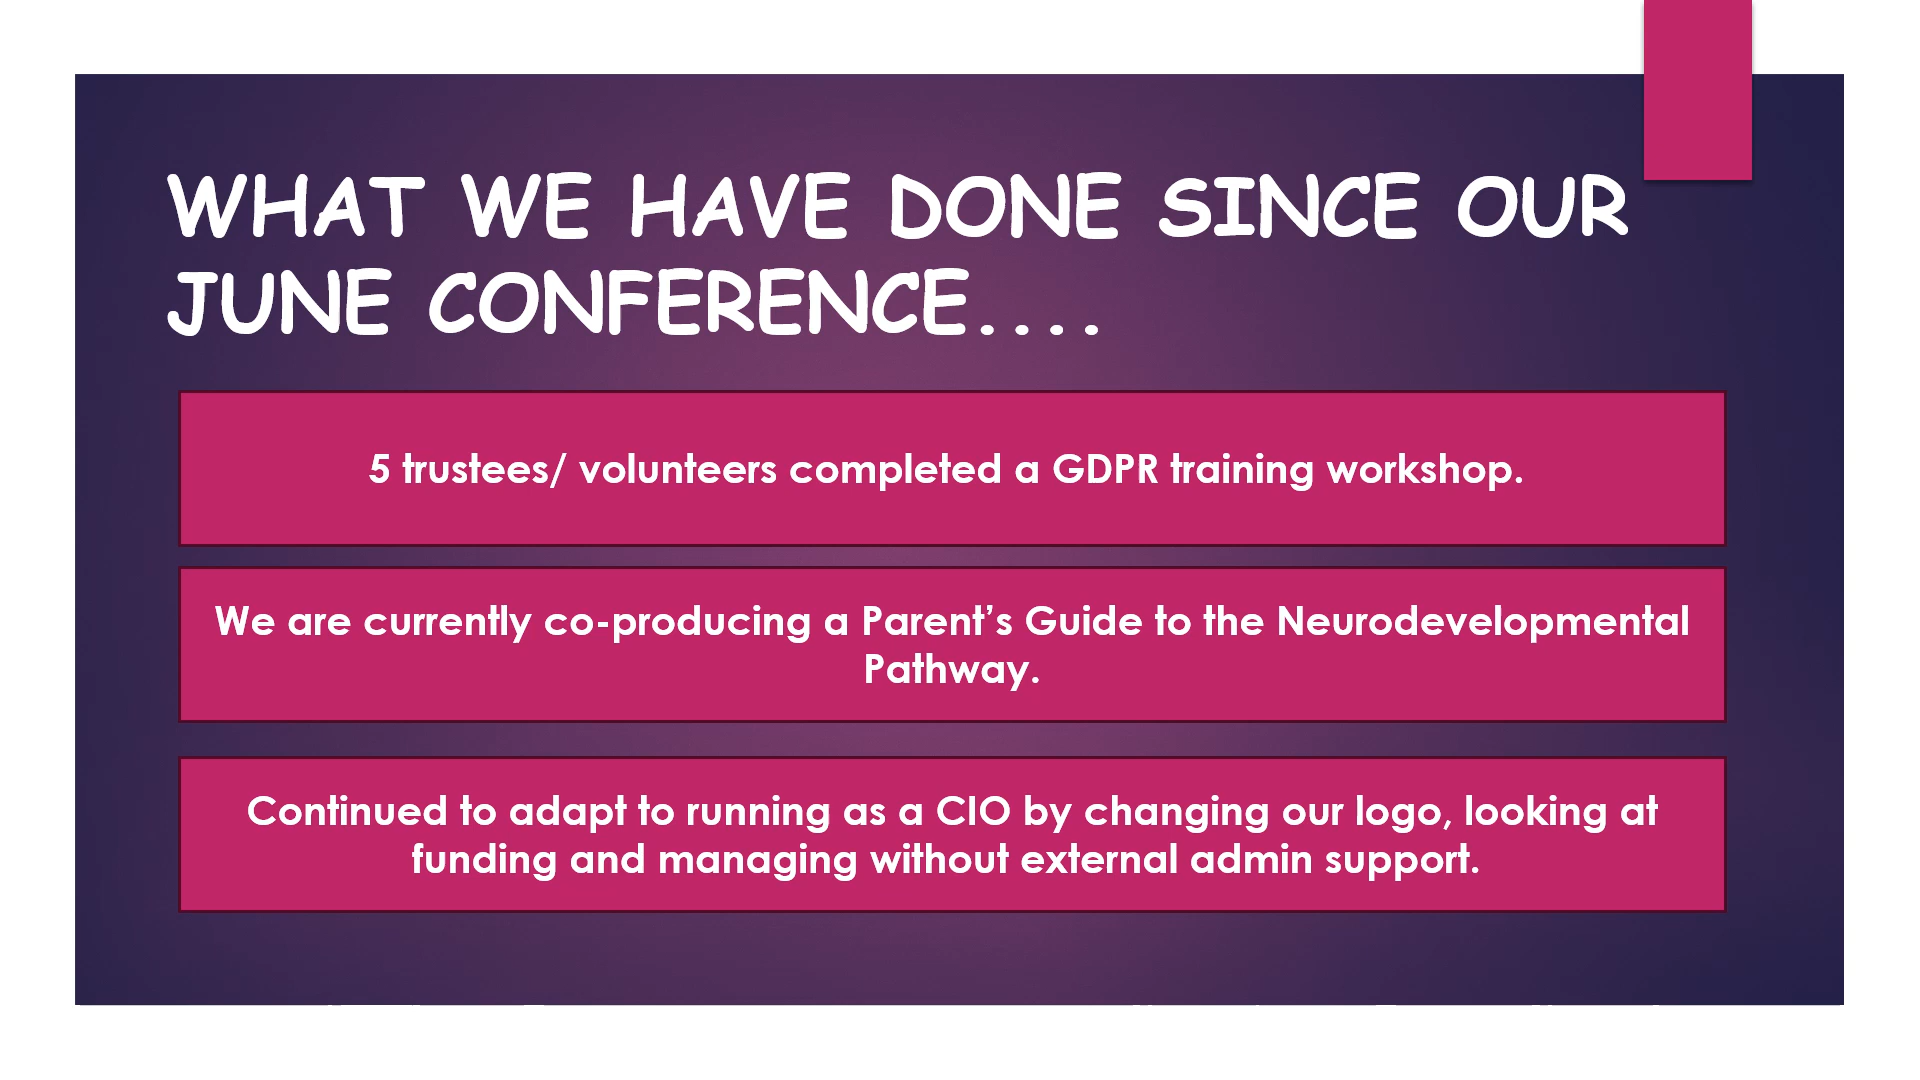 WHAT WE HAVE DONE SINCE OUR
JUNE CONFERENCE....
5 trustees/ volunteers completed a GDPR training workshop.
We are currently co-producing a Parent’s Guide to the Neurodevelopmental
Pathway.
Continued to adapt to running as a CIO by changing our logo, looking at
funding and managing without external admin support.